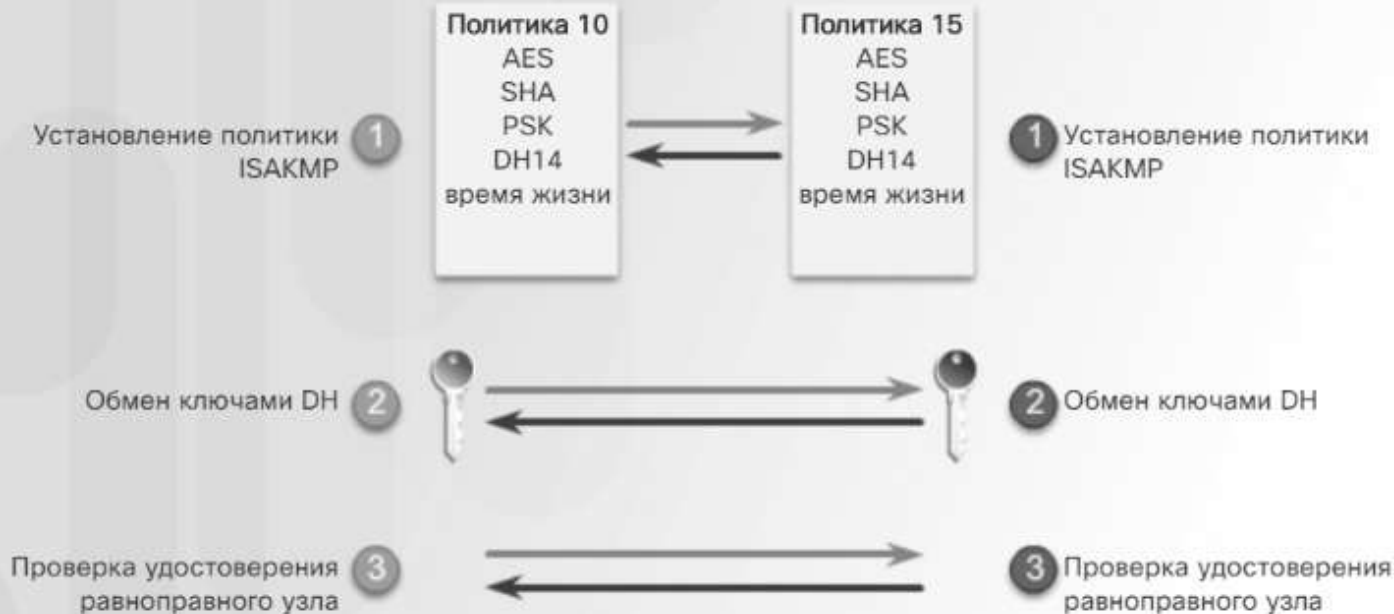 Политика 10
AES
SHA
PSK
DH14
время жизни
Политика 15
AES
SHA
PSK
DH14
время жизни
Установление политики
ISAKMP
1
1
Установление политики
ISAKMP
Обмен ключами DH
2
2
Обмен ключами DH
Проверка удостоверения
равноправного узла
3
3
Проверка удостоверения
равноправного узла